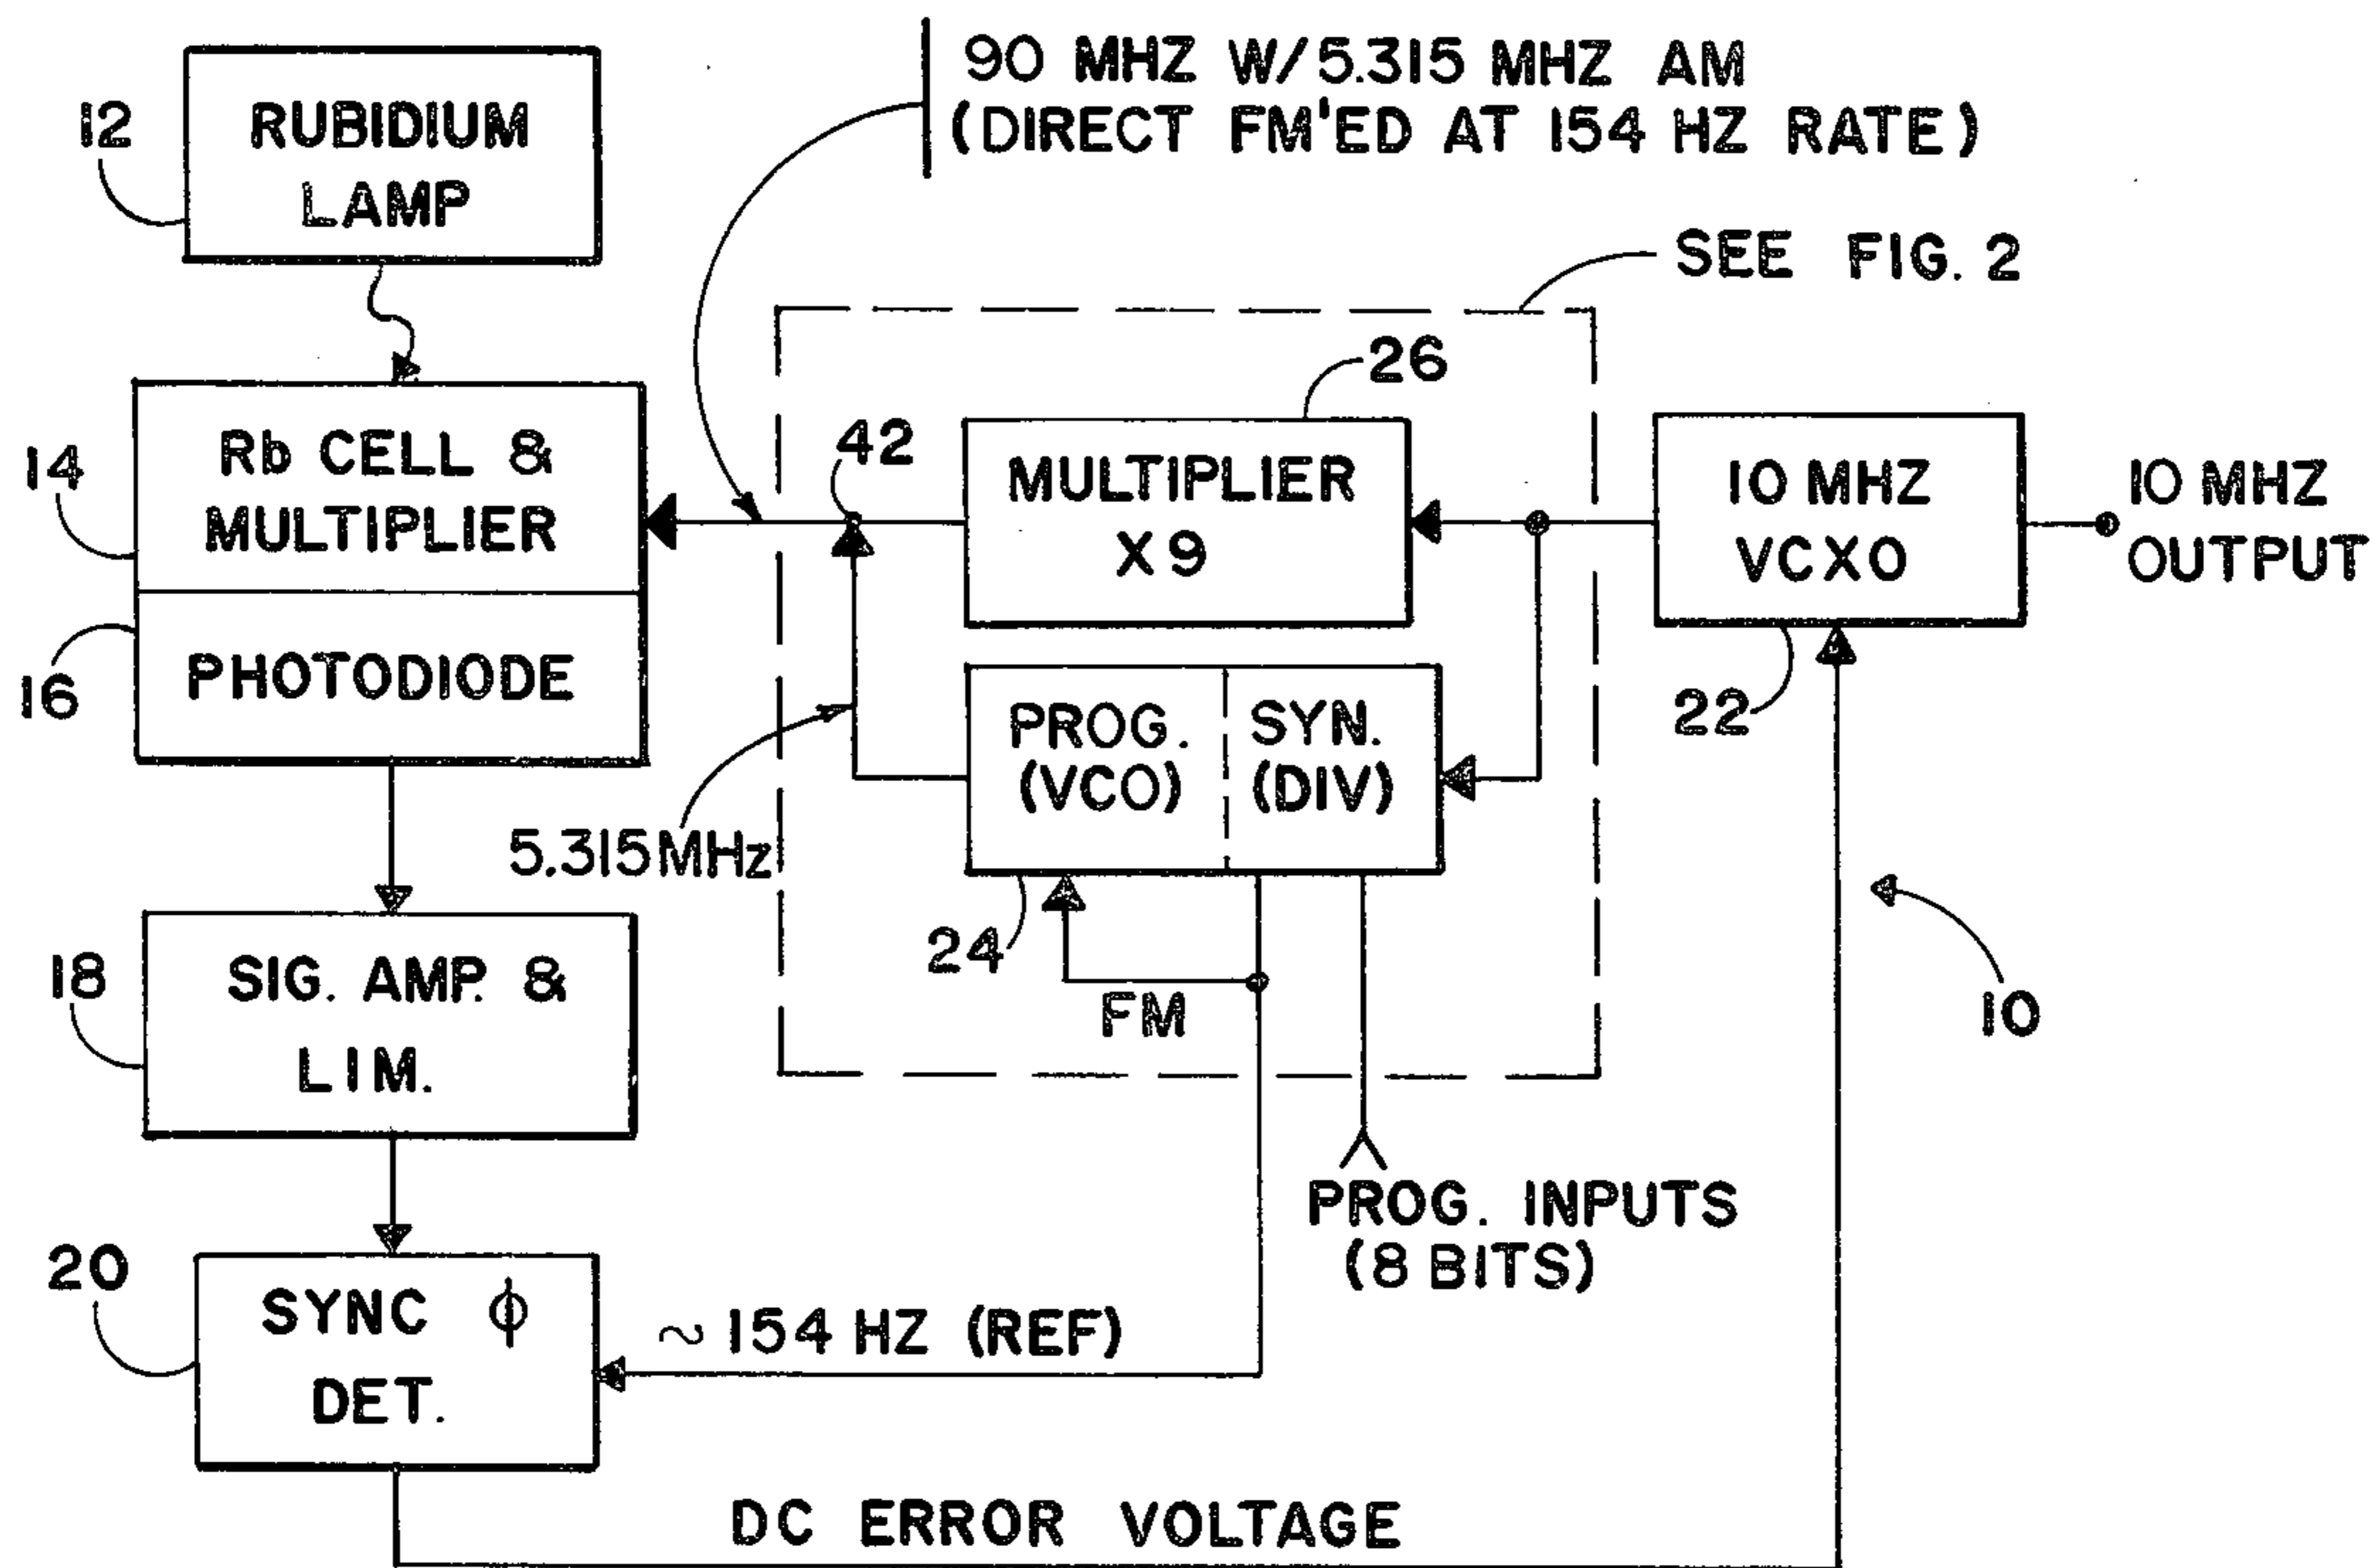 90 MHZ W/5.315 MHZ AM
(DIRECT FM'ED AT 154 HZ RATE)
12
RUBIDIUM
LAMP
SEE FIG. 2
26
42
14
Rb CELL &
MULTIPLIER
MULTIPLIER
X9
10 MHZ
VCXO
10 MHZ
OUTPUT
16
PHOTODIODE
PROG.
(VCO)
SYN.
(DIV)
22
5.315MHz
24
FM
10
18
SIG. AMP. &
LIM.
PROG. INPUTS
(8 BITS)
20
SYNC ϕ
DET.
~ 154 HZ (REF)
DC ERROR VOLTAGE